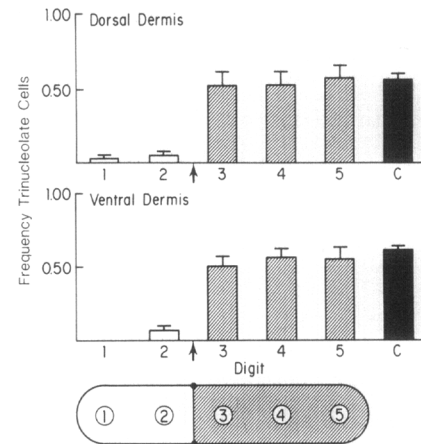 Frequency Trinucleolate Cells
1.00
Dorsal Dermis
0.50
1 2 3 4 5 C
1.00
Ventral Dermis
0.50
1 2 3 4 5 C
Digit
1 2 3 4 5